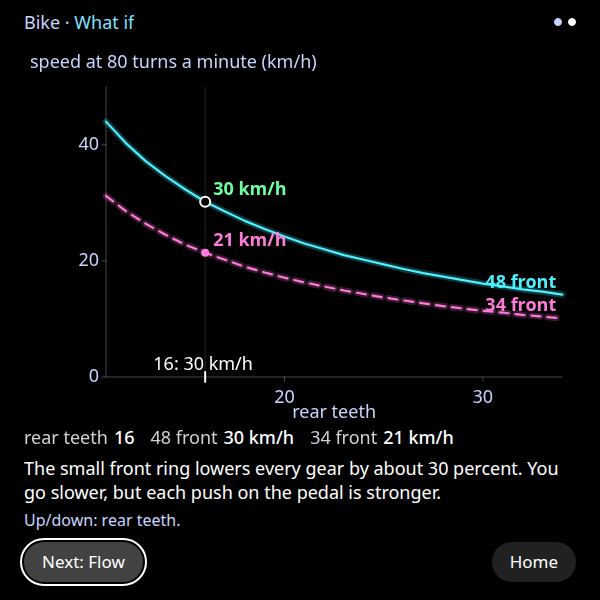 Bike · What if
speed at 80 turns a minute (km/h)
40
30 km/h
21 km/h
20
48 front
34 front
16: 30 km/h
0
20
30
rear teeth
rear teeth 16 48 front 30 km/h 34 front 21 km/h
The small front ring lowers every gear by about 30 percent. You
go slower, but each push on the pedal is stronger.
Up/down: rear teeth.
Next: Flow
Home